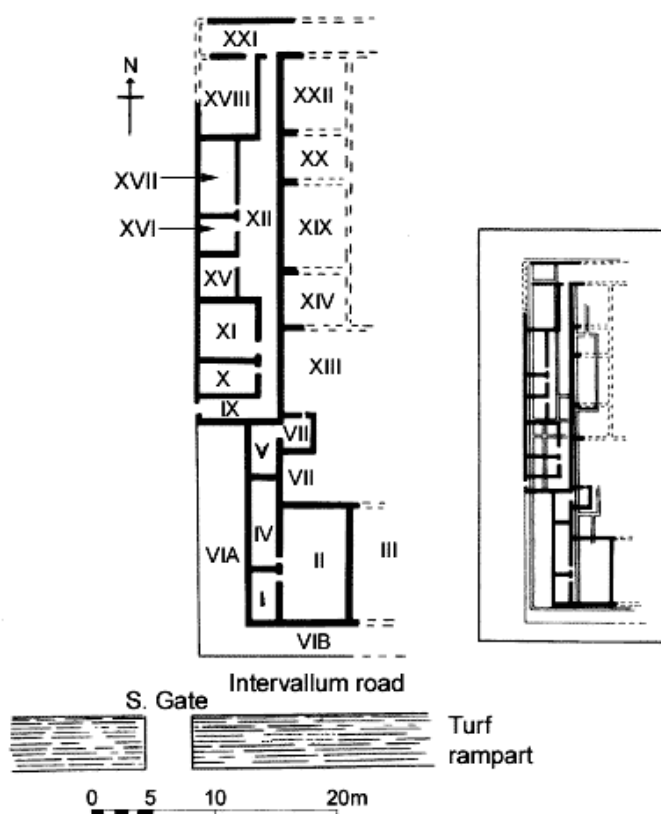 XXI
N
XVIII
XXII
XX
XVII
XII
XVI
XIX
XV
XIV
XI
XIII
X
IX
VII
V
VII
IV
VIA
II
III
I
VIB
Intervallum road
S. Gate
Turf
rampart
0 5 10 20m